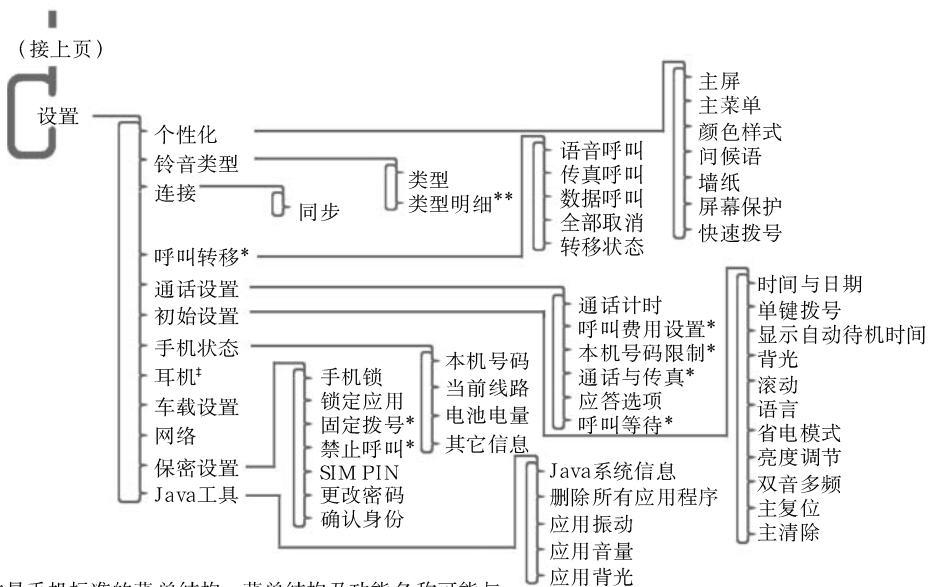 （接上页）
设置
个性化
铃音类型
连接
呼叫转移*
通话设置
初始设置
手机状态
耳机‡
车载设置
网络
保密设置
Java工具
主屏
主菜单
颜色样式
问候语
墙纸
屏幕保护
快速拨号
类型
类型明细**
同步
语音呼叫
传真呼叫
数据呼叫
全部取消
转移状态
通话计时
呼叫费用设置*
本机号码限制*
通话与传真*
应答选项
呼叫等待*
时间与日期
单键拨号
显示自动待机时间
背光
滚动
语言
省电模式
亮度调节
双音多频
主复位
主清除
本机号码
当前线路
电池电量
其它信息
手机锁
锁定应用
固定拨号*
禁止呼叫*
SIM PIN
更改密码
确认身份
Java系统信息
删除所有应用程序
应用振动
应用音量
应用背光